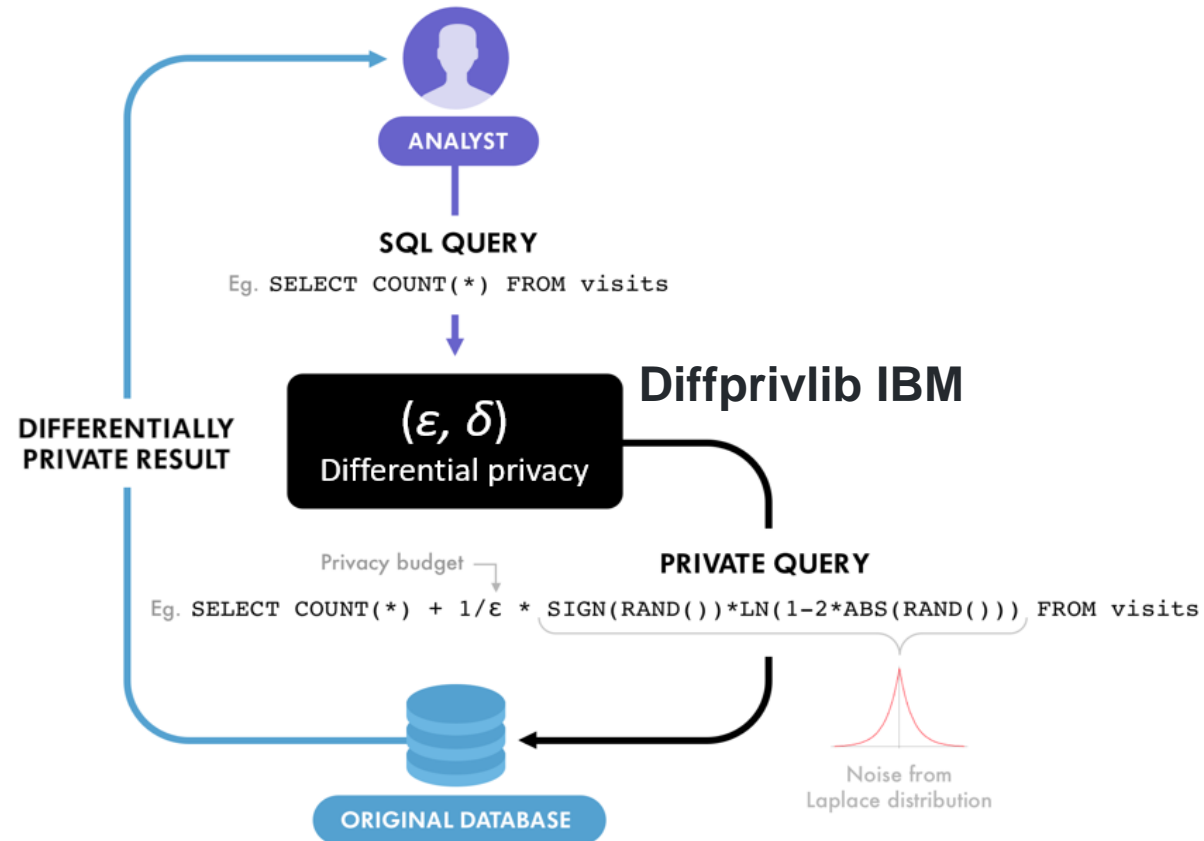 ANALYST
SQL QUERY
Eg. SELECT COUNT(*) FROM visits
Diffprivlib IBM
(ε, δ)
Differential privacy
DIFFERENTIALLY
PRIVATE RESULT
Privacy budget
PRIVATE QUERY
Eg. SELECT COUNT(*) + 1/ε * SIGN(RAND())*LN(1-2*ABS(RAND())) FROM visits
Noise from
Laplace distribution
ORIGINAL DATABASE